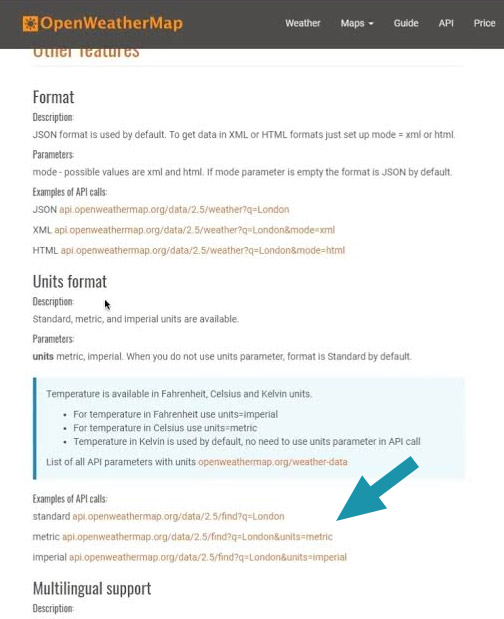 OpenWeatherMap
Weather Maps Guide API Price
Other features
Format
Description:
JSON format is used by default. To get data in XML or HTML formats just set up mode = xml or html.
Parameters:
mode - possible values are xml and html. If mode parameter is empty the format is JSON by default.
Examples of API calls:
JSON api.openweathermap.org/data/2.5/weather?q=London
XML api.openweathermap.org/data/2.5/weather?q=London&mode=xml
HTML api.openweathermap.org/data/2.5/weather?q=London&mode=html
Units format
Description:
Standard, metric, and imperial units are available.
Parameters:
units metric, imperial. When you do not use units parameter, format is Standard by default.
Temperature is available in Fahrenheit, Celsius and Kelvin units.
• For temperature in Fahrenheit use units=imperial
• For temperature in Celsius use units=metric
• Temperature in Kelvin is used by default, no need to use units parameter in API call
List of all API parameters with units openweathermap.org/weather-data
Examples of API calls:
standard api.openweathermap.org/data/2.5/find?q=London
metric api.openweathermap.org/data/2.5/find?q=London&units=metric
imperial api.openweathermap.org/data/2.5/find?q=London&units=imperial
Multilingual support
Description: